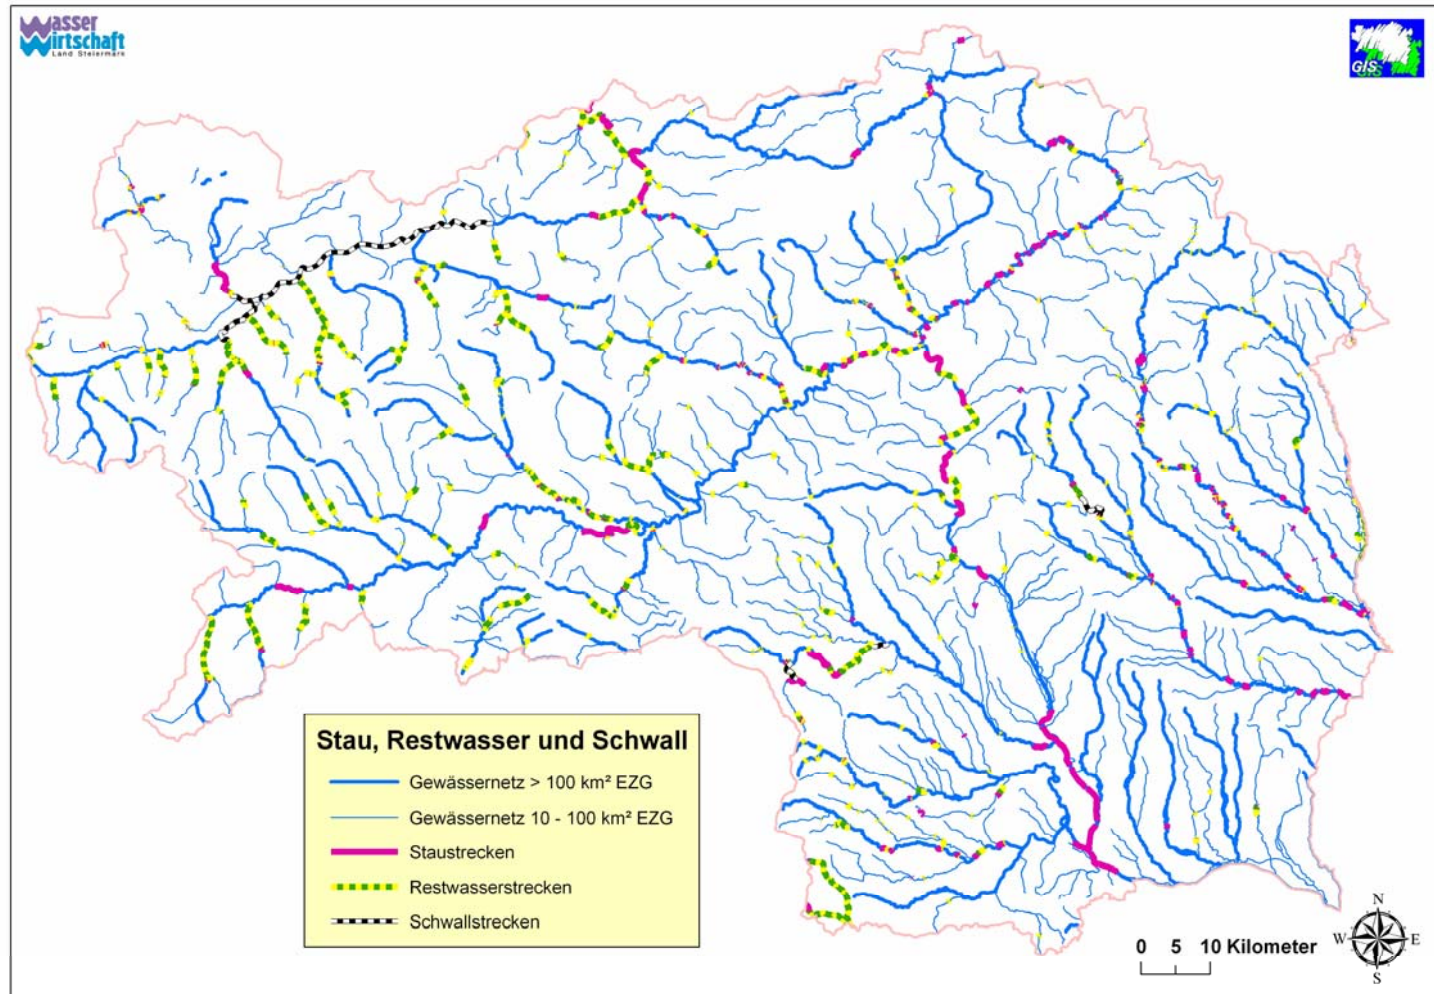 Wasser
Wirtschaft
Land Steiermark
GIS
Stau, Restwasser und Schwall
Gewässernetz > 100 km² EZG
Gewässernetz 10 - 100 km² EZG
Staustrecken
Restwasserstrecken
Schwallstrecken
0 5 10 Kilometer
N
W E
S